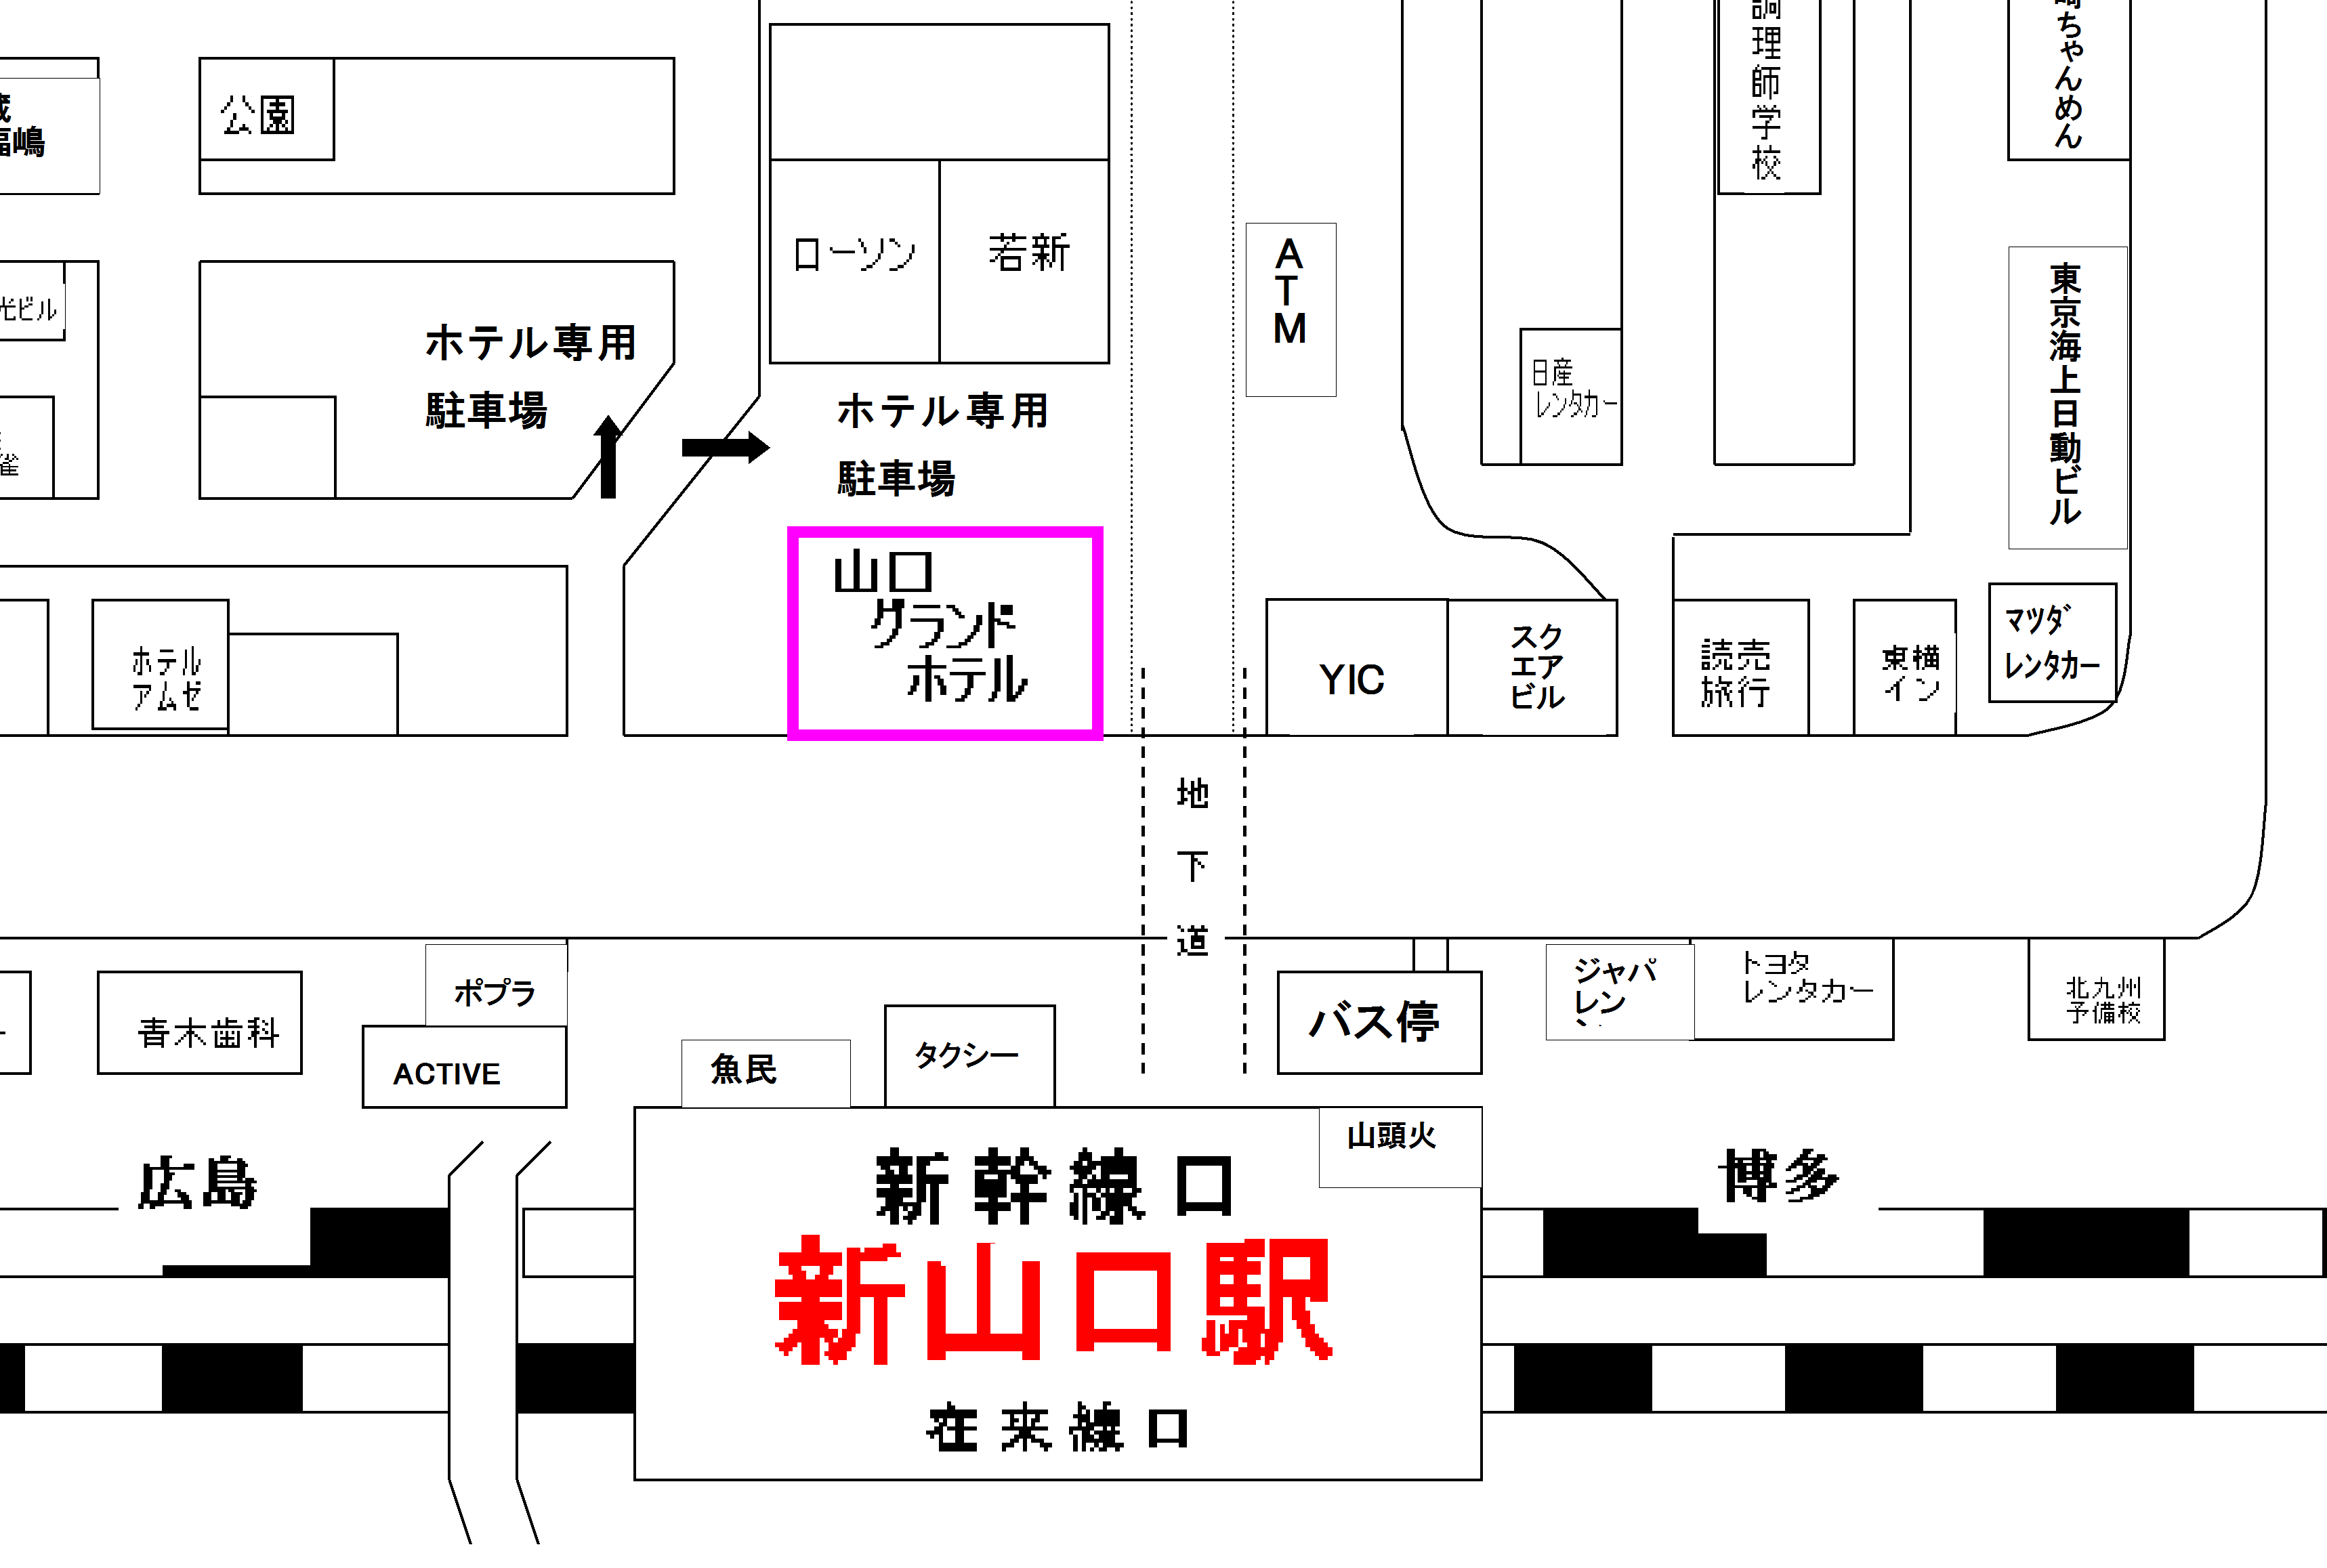 調理師学校
ちゃんめん
公園
嶋
ローソン
若新
ATM
東京海上日動ビル
光ビル
ホテル専用
駐車場
日産
レンタカー
ホテル専用
駐車場
山口
グランド
ホテル
ホテル
アムゼ
YIC
スク
エア
ビル
読売
旅行
東横
イン
マツダ
レンタカー
地下道
ポプラ
ジャパ
レン
トヨタ
レンタカー
北九州
予備校
青木歯科
ACTIVE
魚民
タクシー
バス停
山頭火
広島
新幹線口
博多
新山口駅
在来線口